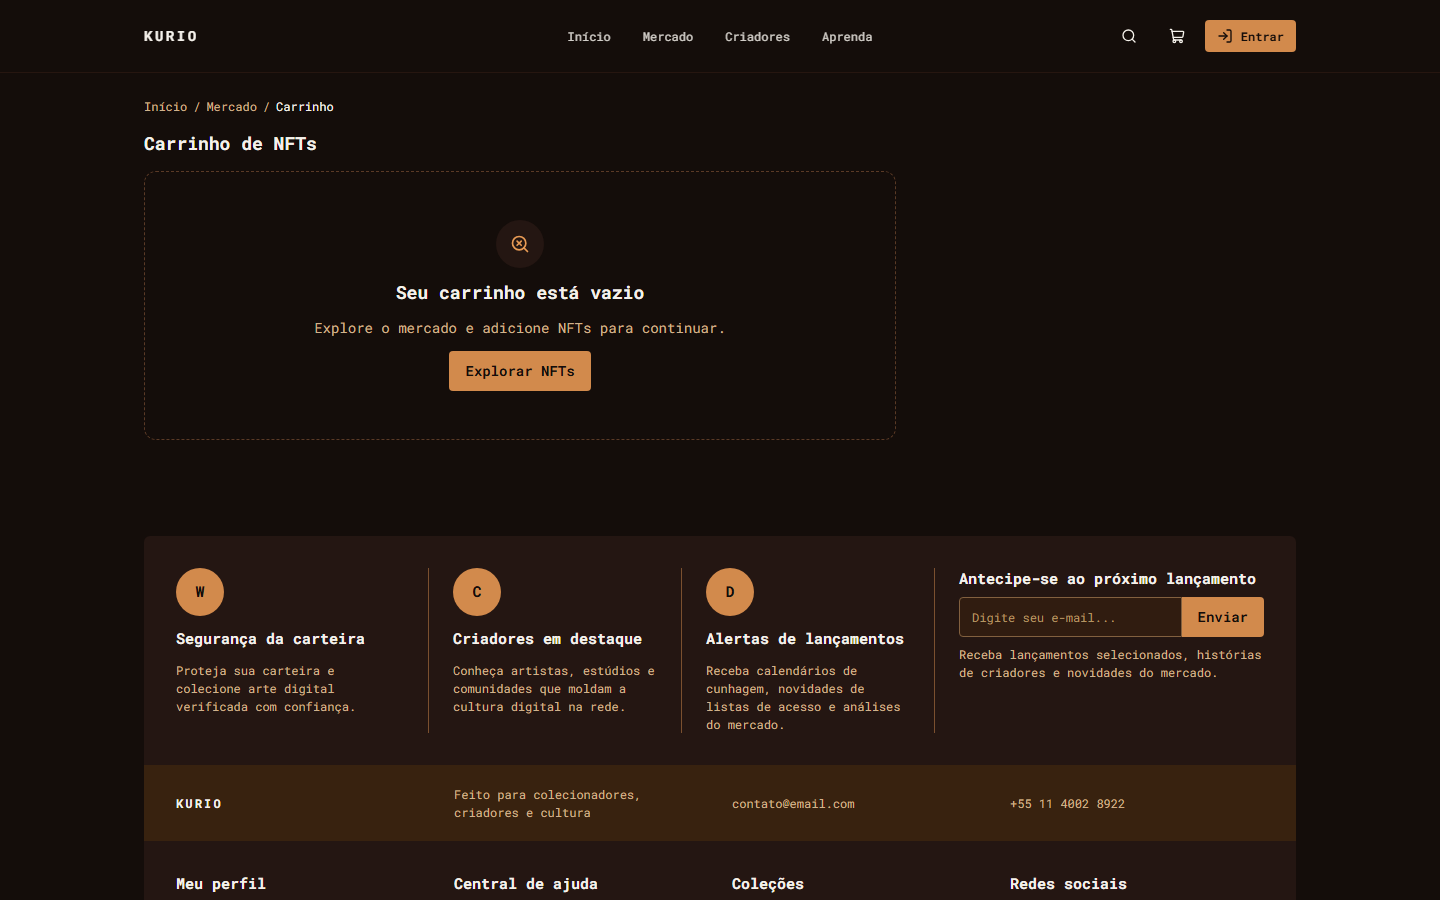 KURIO
Início
Mercado
Criadores
Aprenda
Entrar
Início / Mercado / Carrinho
Carrinho de NFTs
Seu carrinho está vazio
Explore o mercado e adicione NFTs para continuar.
Explorar NFTs
W
Segurança da carteira
Proteja sua carteira e
colecione arte digital
verificada com confiança.
C
Criadores em destaque
Conheça artistas, estúdios e
comunidades que moldam a
cultura digital na rede.
D
Alertas de lançamentos
Receba calendários de
cunhagem, novidades de
listas de acesso e análises
do mercado.
Antecipe-se ao próximo lançamento
Digite seu e-mail...
Enviar
Receba lançamentos selecionados, histórias
de criadores e novidades do mercado.
KURIO
Feito para colecionadores,
criadores e cultura
contato@email.com
+55 11 4002 8922
Meu perfil
Central de ajuda
Coleções
Redes sociais